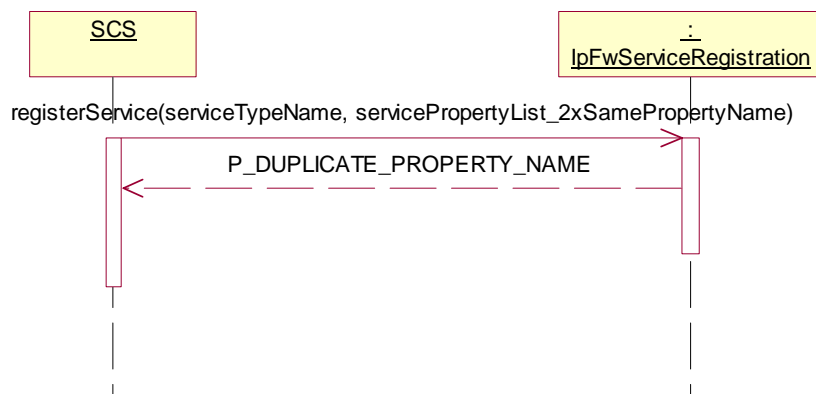 SCS
:
IpFwServiceRegistration
registerService(serviceTypeName, servicePropertyList_2xSamePropertyName)
P_DUPLICATE_PROPERTY_NAME